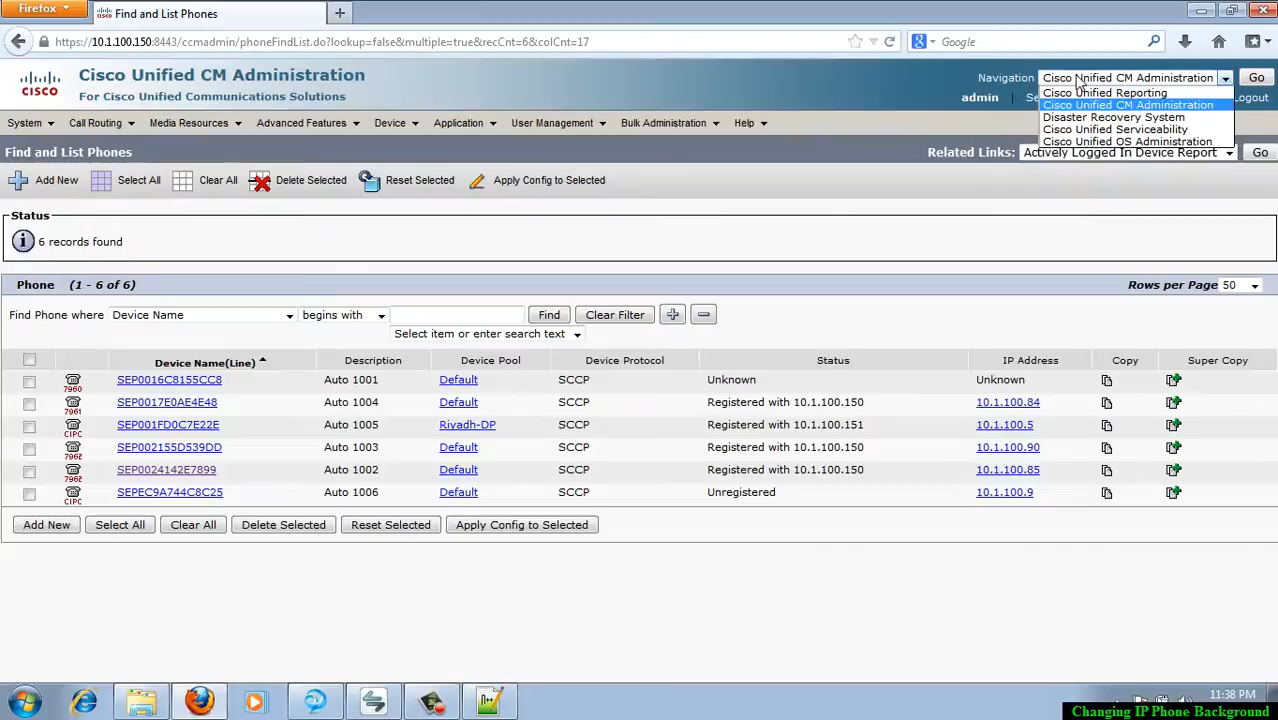 Firefox
Find and List Phones
https://10.1.100.150:8443/ccmadmin/phoneFindList.do?lookup=false&multiple=true&recCnt=6&colCnt=17
Google
CISCO
Cisco Unified CM Administration
For Cisco Unified Communications Solutions
Navigation
Cisco Unified CM Administration
Go
Cisco Unified Reporting
Cisco Unified CM Administration
Disaster Recovery System
Cisco Unified Serviceability
Cisco Unified OS Administration
admin
Logout
System
Call Routing
Media Resources
Advanced Features
Device
Application
User Management
Bulk Administration
Help
Find and List Phones
Related Links:
Actively Logged In Device Report
Go
Add New
Select All
Clear All
Delete Selected
Reset Selected
Apply Config to Selected
Status
6 records found
Phone (1 - 6 of 6)
Rows per Page 50
Find Phone where
Device Name
begins with
Find
Clear Filter
Select item or enter search text
Device Name(Line) Description Device Pool Device Protocol Status IP Address Copy Super Copy
7960 SEP0016C8155CC8 Auto 1001 Default SCCP Unknown Unknown
7961 SEP0017E0AE4E48 Auto 1004 Default SCCP Registered with 10.1.100.150 10.1.100.84
CIPC SEP001FD0C7E22E Auto 1005 Riyadh-DP SCCP Registered with 10.1.100.151 10.1.100.5
7962 SEP002155D539DD Auto 1003 Default SCCP Registered with 10.1.100.150 10.1.100.90
7962 SEP0024142E7899 Auto 1002 Default SCCP Registered with 10.1.100.150 10.1.100.85
CIPC SEPEC9A744C8C25 Auto 1006 Default SCCP Unregistered 10.1.100.9
Add New
Select All
Clear All
Delete Selected
Reset Selected
Apply Config to Selected
11:38 PM
Changing IP Phone Background